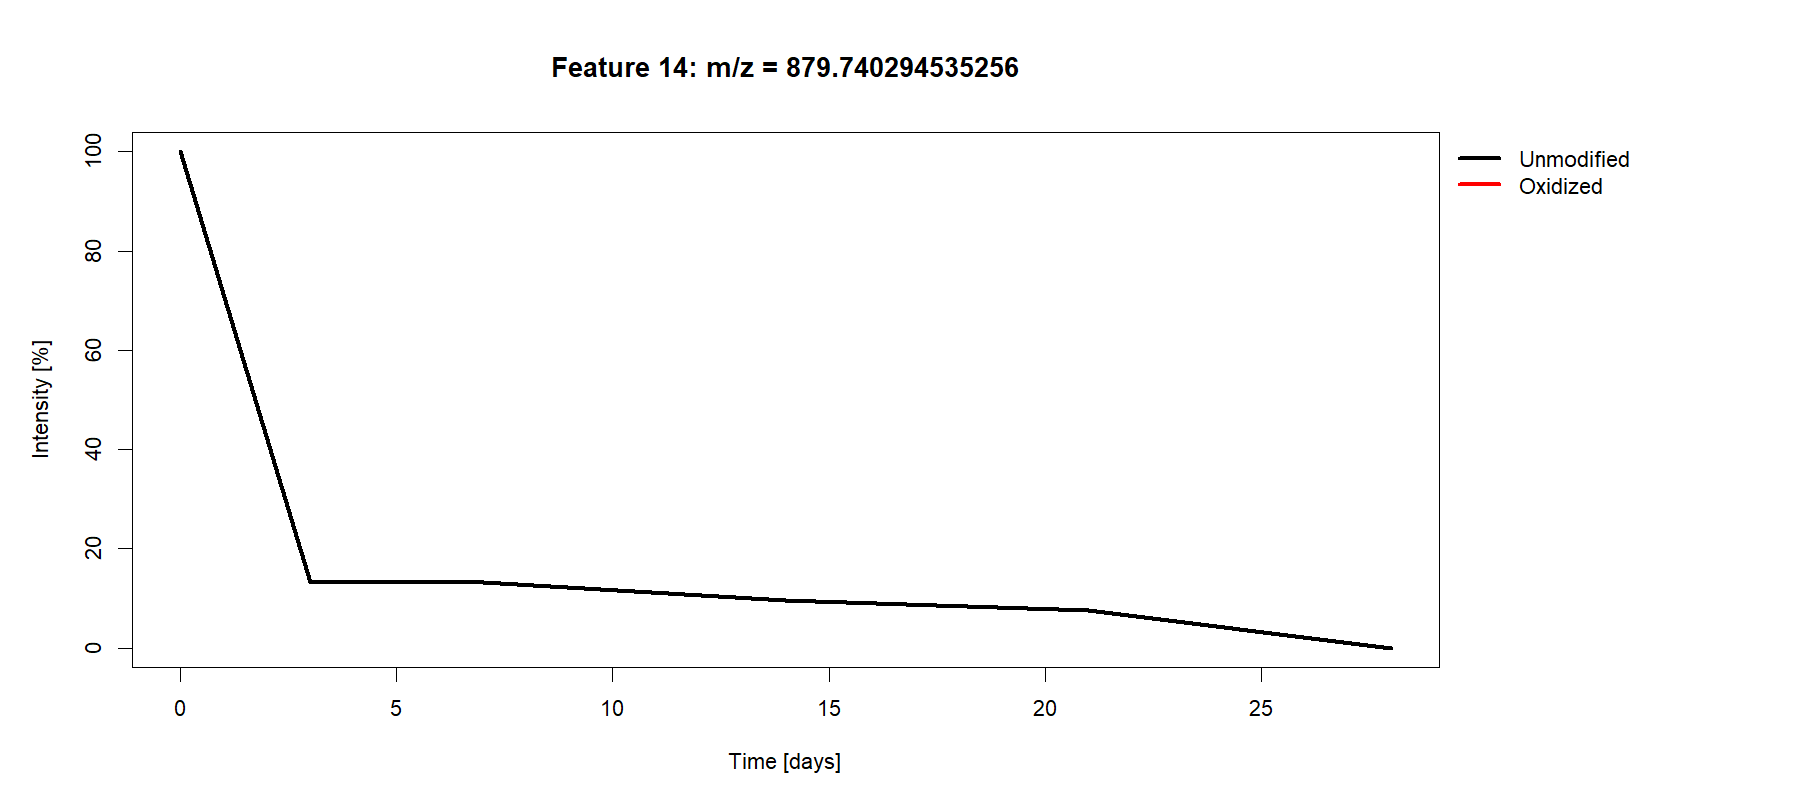 Feature 14: m/z = 879.740294535256
Unmodified
Oxidized
Intensity [%]
100
80
60
40
20
0
0 5 10 15 20 25
Time [days]